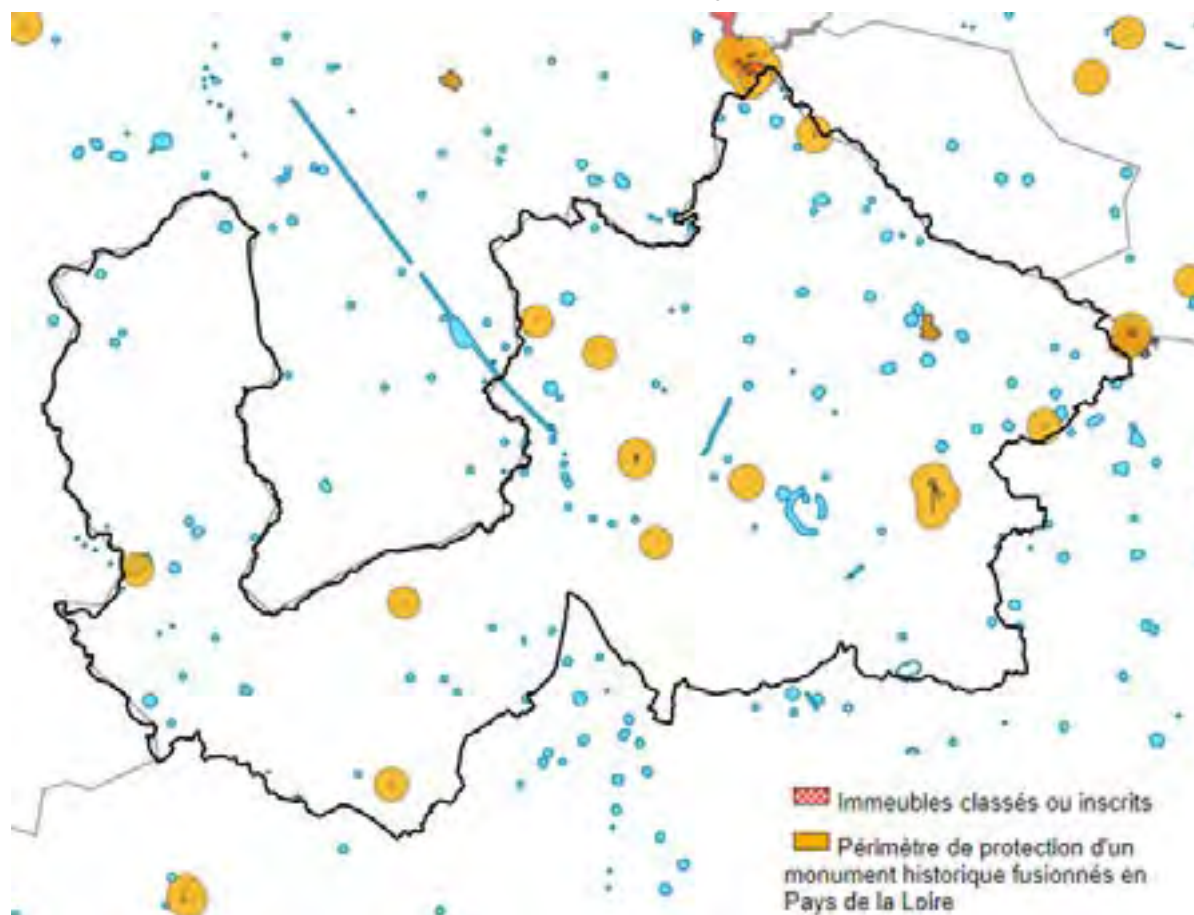 Immeubles classés ou inscrits
Périmètre de protection d'un
monument historique fusionnés en
Pays de la Loire